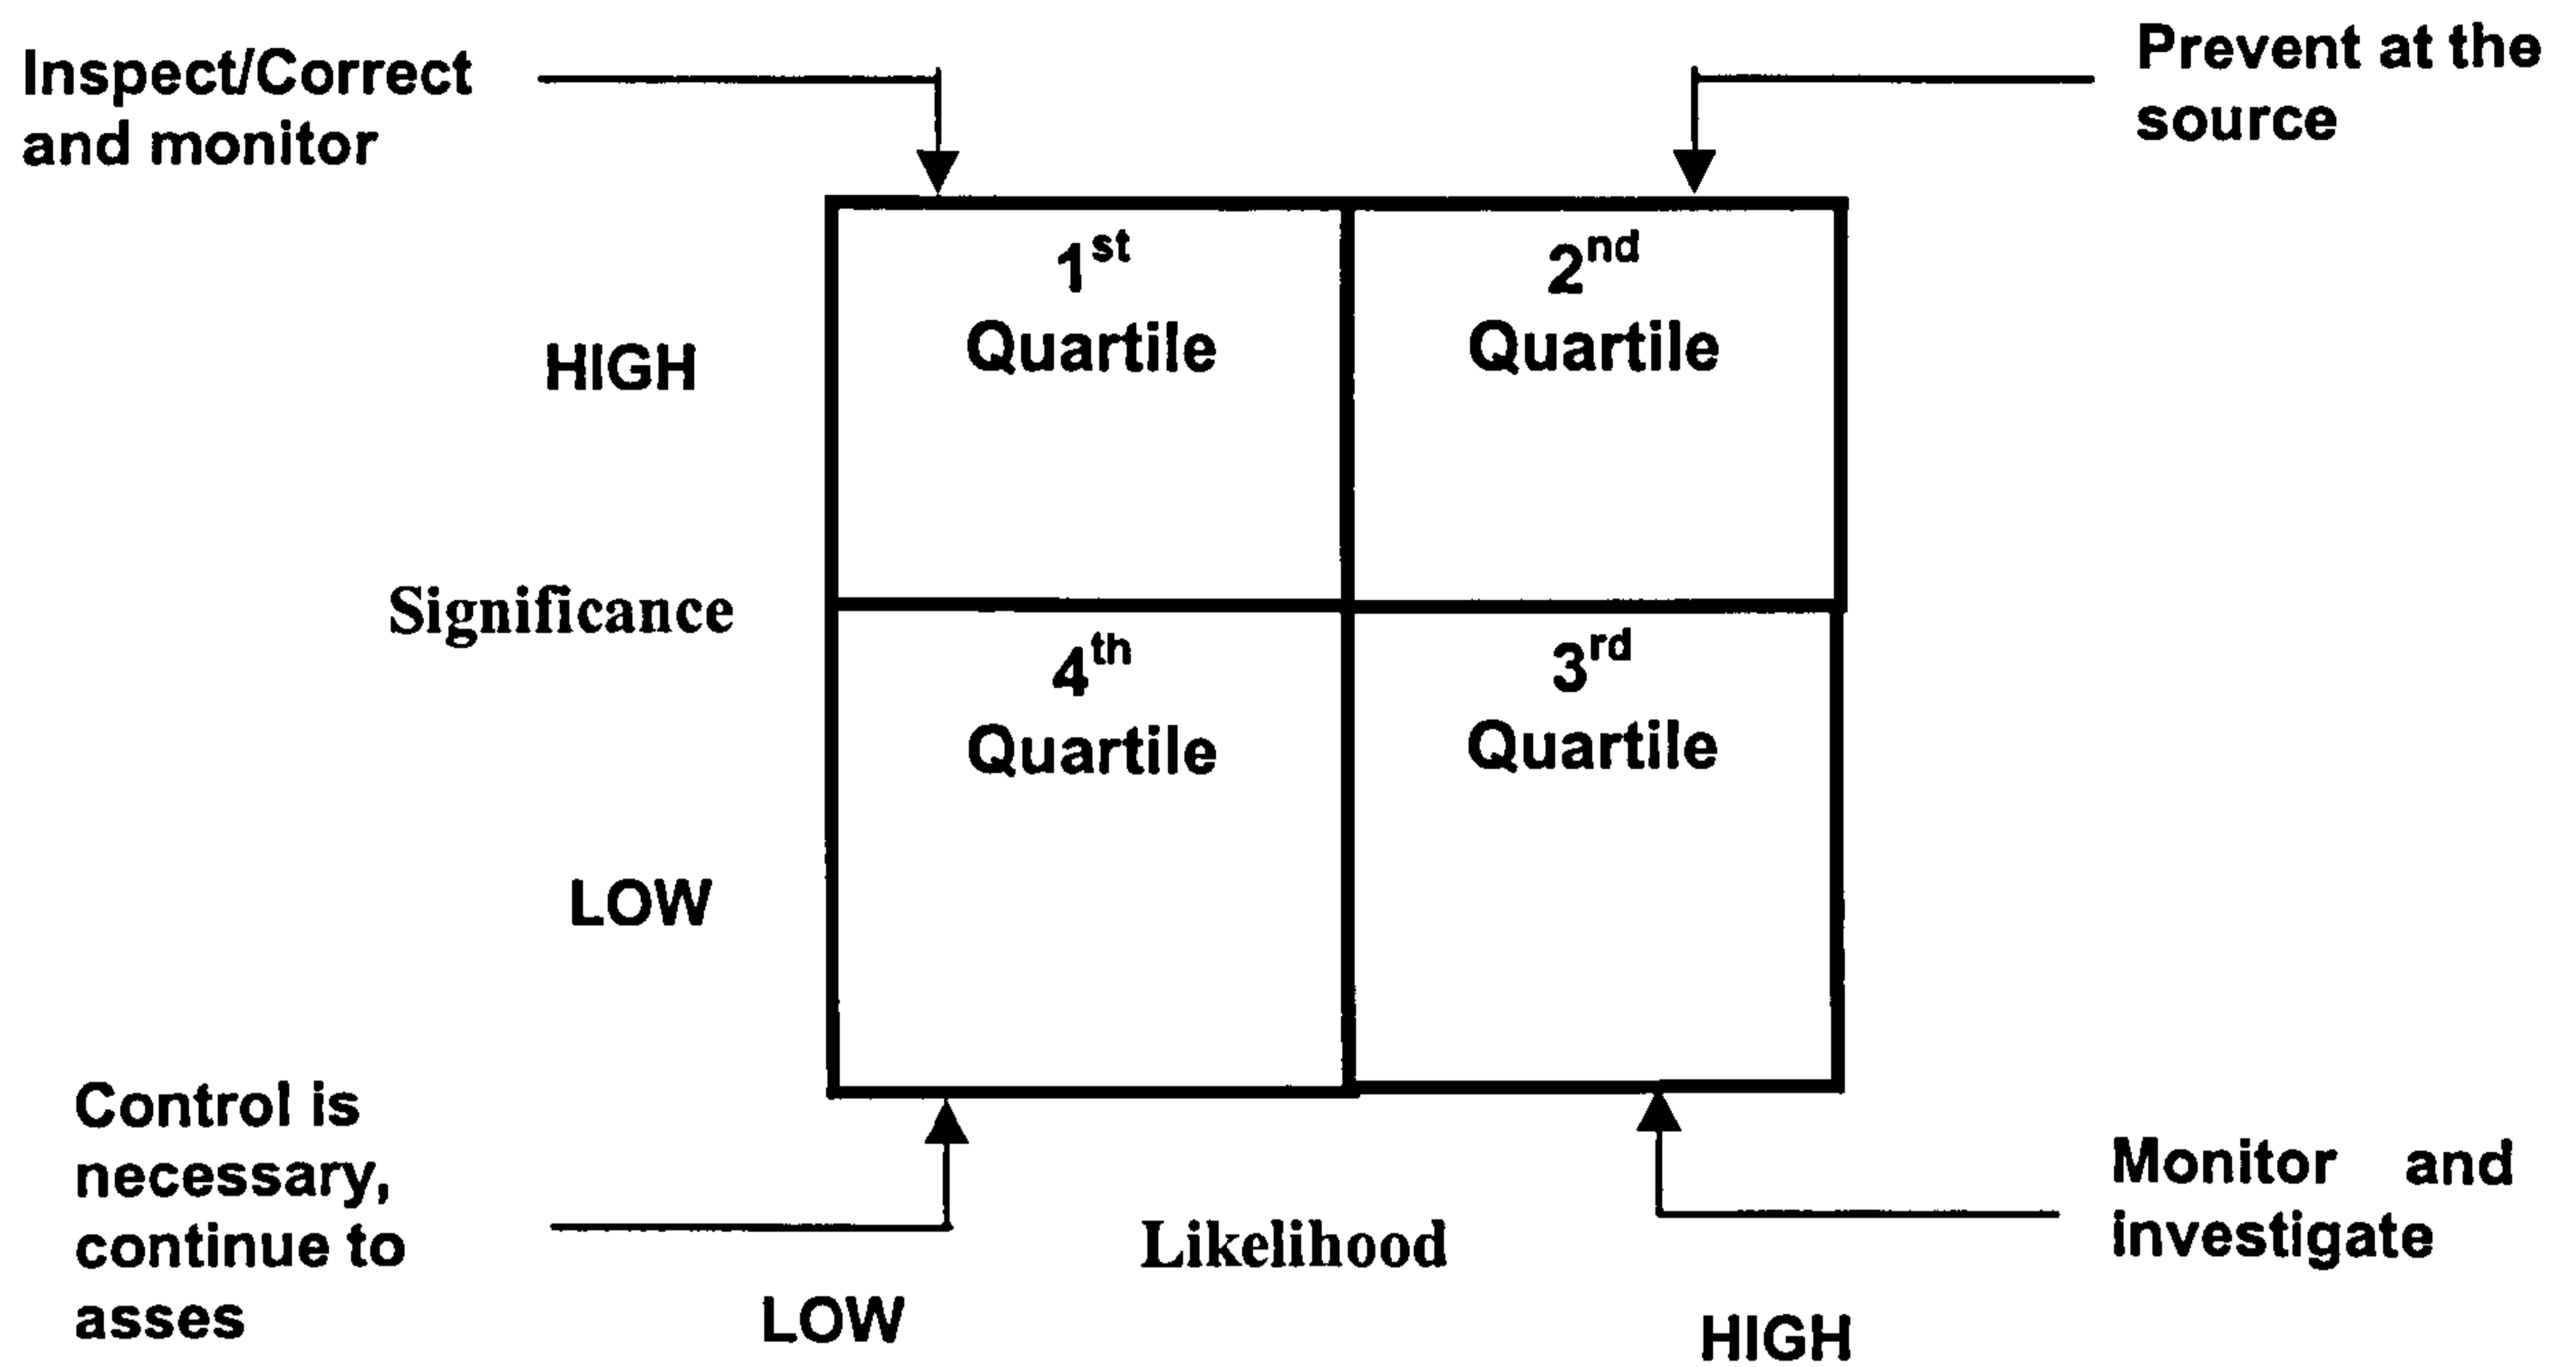 Inspect/Correct
and monitor
Prevent at the
source
1st
Quartile
2nd
Quartile
HIGH
Significance
4th
Quartile
3rd
Quartile
LOW
Control is
necessary,
continue to
asses
Monitor and
investigate
Likelihood
LOW
HIGH